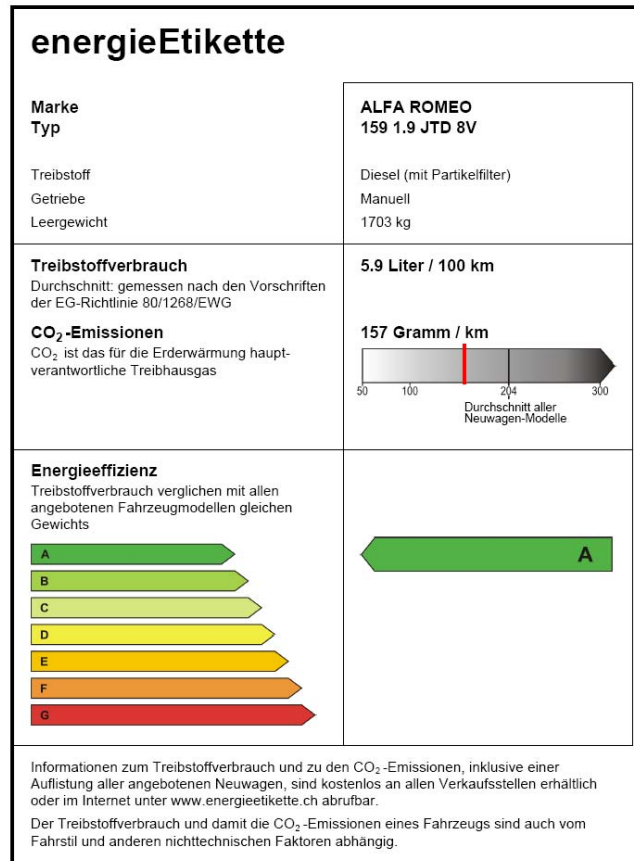 energieEtikette
Marke
ALFA ROMEO
Typ
159 1.9 JTD 8V
Treibstoff
Diesel (mit Partikelfilter)
Getriebe
Manuell
Leergewicht
1703 kg
Treibstoffverbrauch
5.9 Liter / 100 km
Durchschnitt: gemessen nach den Vorschriften
der EG-Richtlinie 80/1268/EWG
CO₂-Emissionen
157 Gramm / km
CO₂ ist das für die Erderwärmung haupt-
verantwortliche Treibhausgas
50 100 204 300
Durchschnitt aller
Neuwagen-Modelle
Energieeffizienz
Treibstoffverbrauch verglichen mit allen
angebotenen Fahrzeugmodellen gleichen
Gewichts
A
A
B
C
D
E
F
G
Informationen zum Treibstoffverbrauch und zu den CO₂-Emissionen, inklusive einer
Auflistung aller angebotenen Neuwagen, sind kostenlos an allen Verkaufsstellen erhältlich
oder im Internet unter www.energieetikette.ch abrufbar.
Der Treibstoffverbrauch und damit die CO₂-Emissionen eines Fahrzeugs sind auch vom
Fahrstil und anderen nichttechnischen Faktoren abhängig.